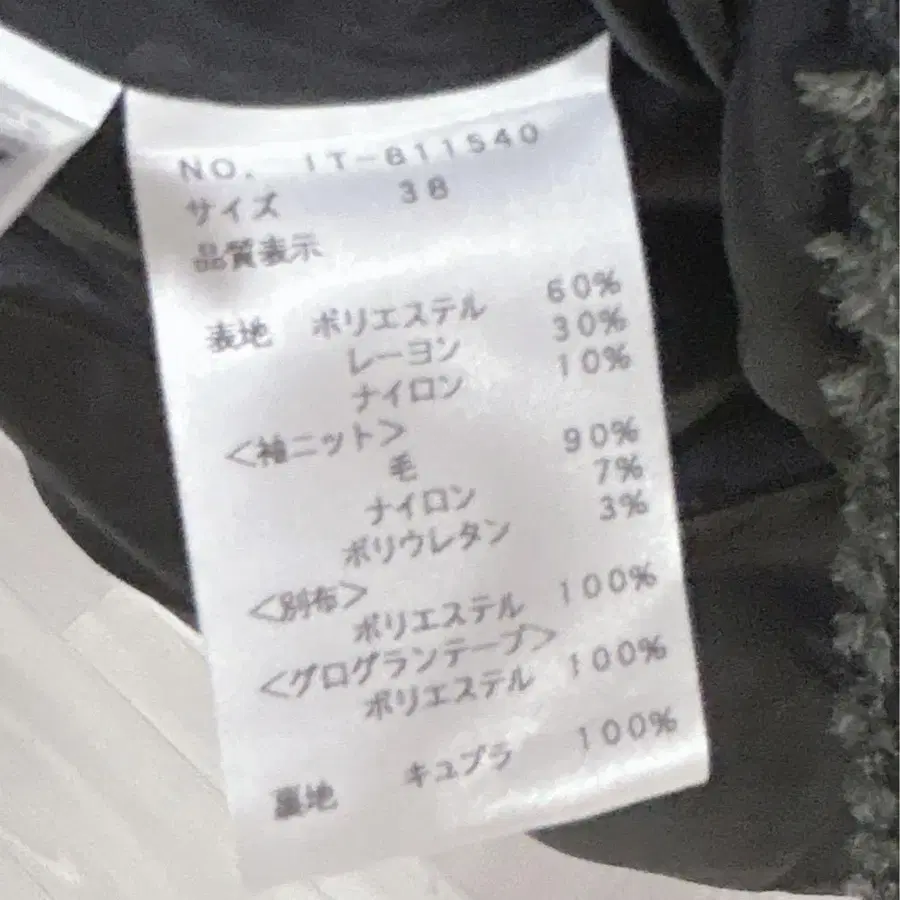 NO. IT-811540
サイズ 38
品質表示
表地 ポリエステル 60%
レーヨン 30%
ナイロン 10%
<袖ニット>
毛 90%
ナイロン 7%
ポリウレタン 3%
<別布>
ポリエステル 100%
<グログランテープ>
ポリエステル 100%
裏地 キュプラ 100%